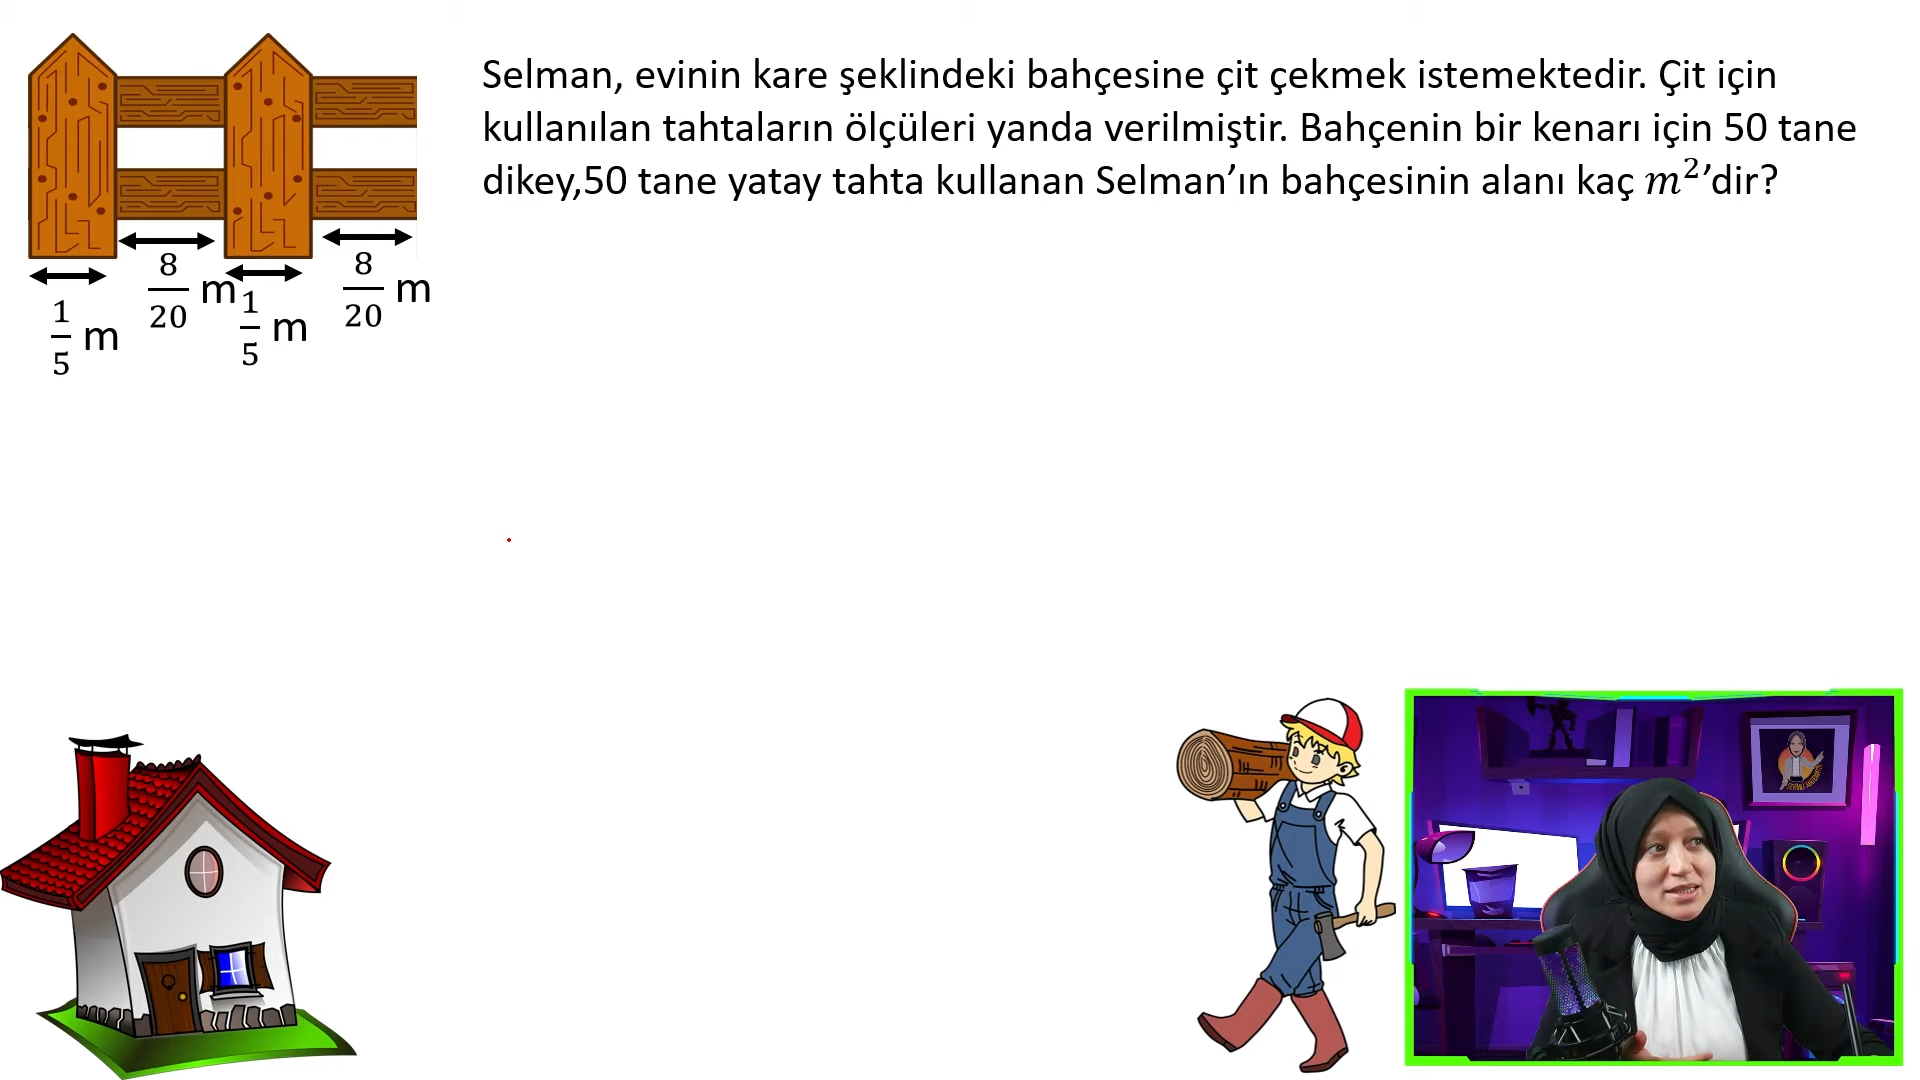 Selman, evinin kare şeklindeki bahçesine çit çekmek istemektedir. Çit için
kullanılan tahtaların ölçüleri yanda verilmiştir. Bahçenin bir kenarı için 50 tane
dikey,50 tane yatay tahta kullanan Selman’ın bahçesinin alanı kaç m²’dir?
8/20 m
8/20 m
1/5 m
1/5 m